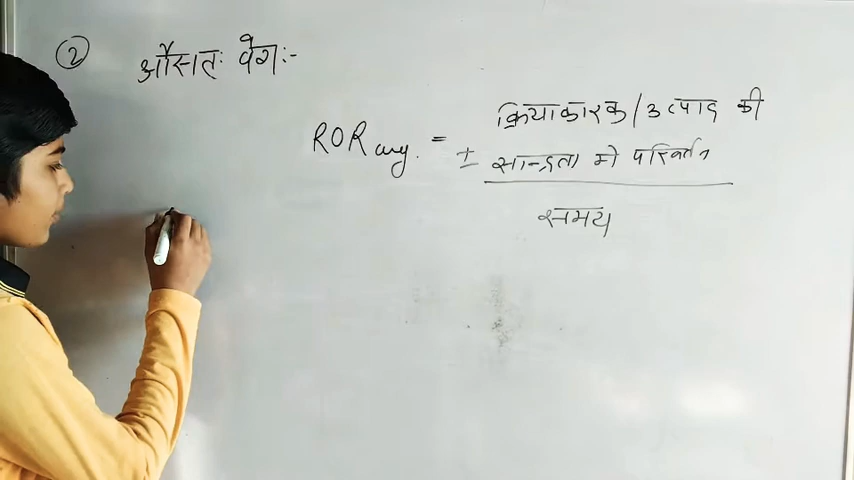 ② औसतः वेगः-
क्रियाकारक/उत्पाद की
ROR avg. = ± सान्द्रता मे परिवर्तन
समय